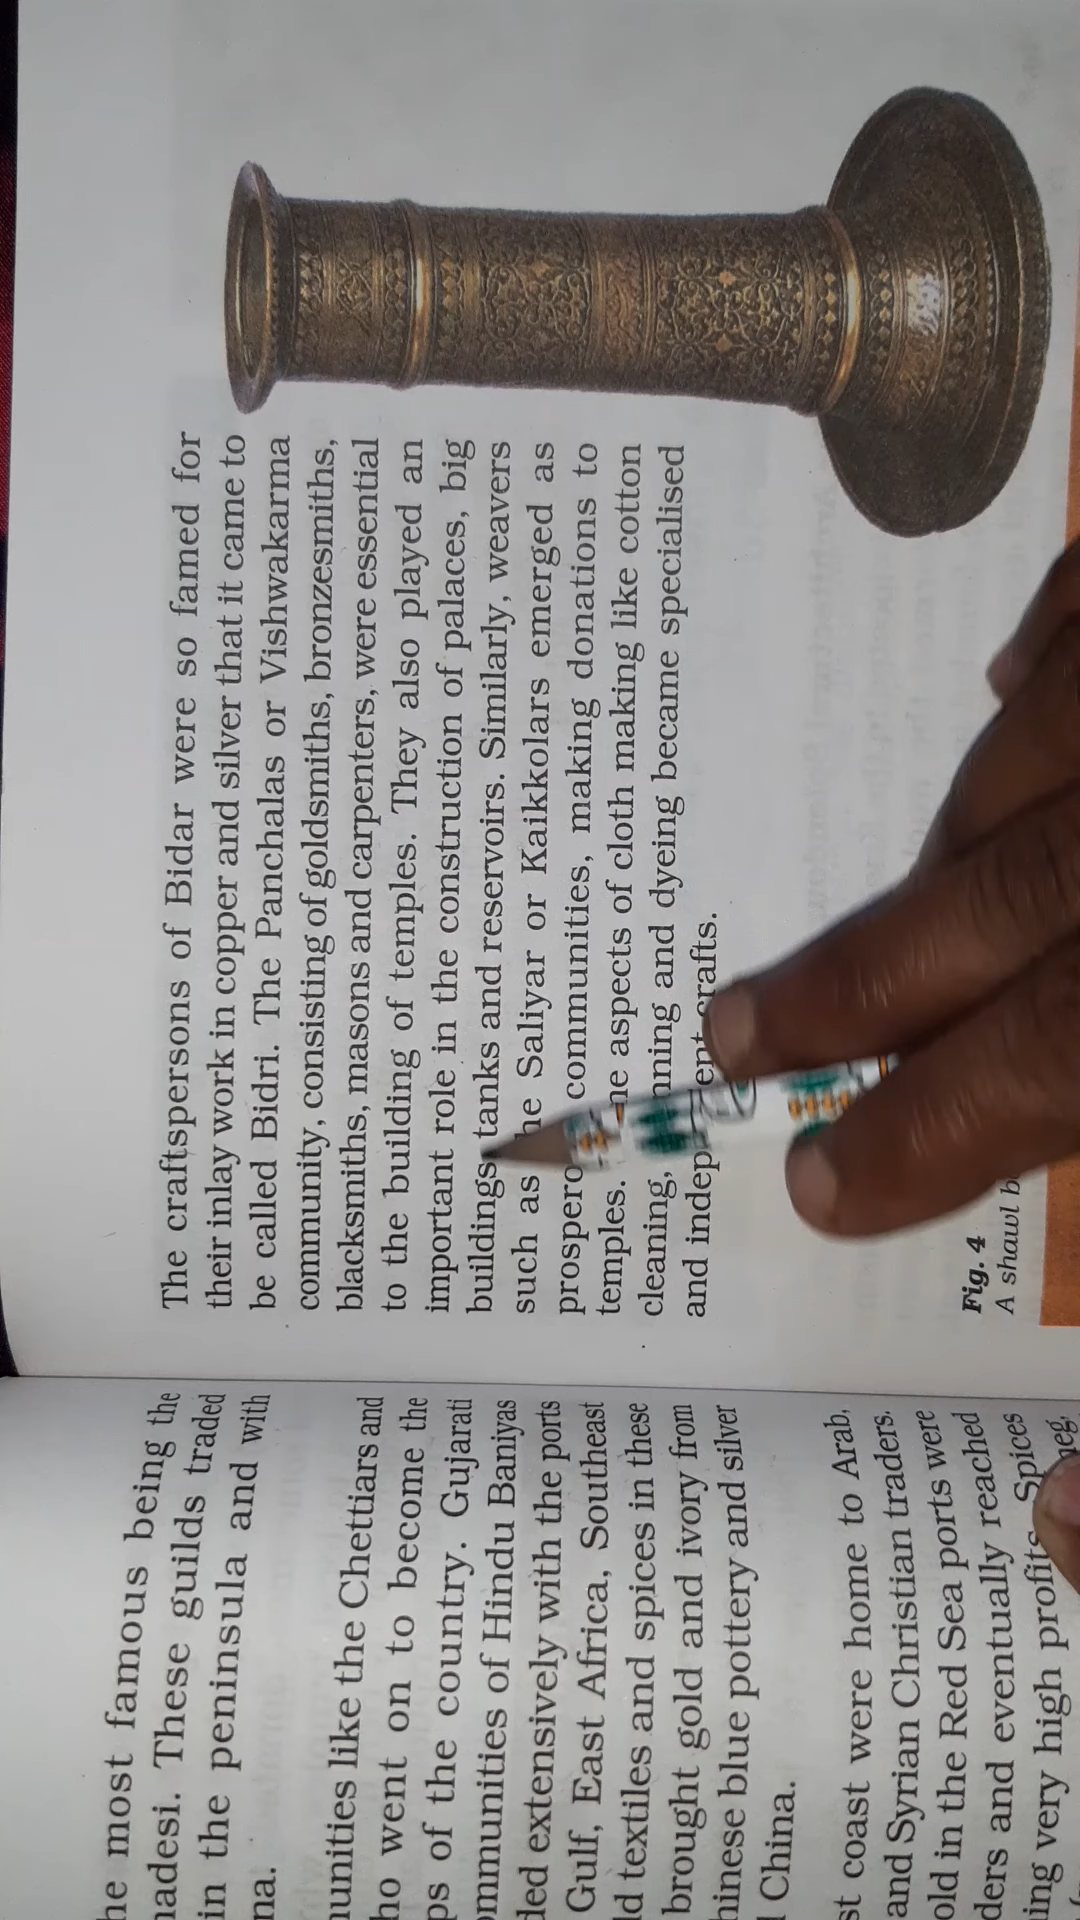 he most famous being the
nadesi. These guilds traded
in the peninsula and with
na.
unities like the Chettiars and
ho went on to become the
ps of the country. Gujarati
mmunities of Hindu Baniyas
ded extensively with the ports
Gulf, East Africa, Southeast
ld textiles and spices in these
brought gold and ivory from
hinese blue pottery and silver
China.
st coast were home to Arab,
and Syrian Christian traders.
old in the Red Sea ports were
ders and eventually reached
ing very high profits. Spices
The craftspersons of Bidar were so famed for
their inlay work in copper and silver that it came to
be called Bidri. The Panchalas or Vishwakarma
community, consisting of goldsmiths, bronzesmiths,
blacksmiths, masons and carpenters, were essential
to the building of temples. They also played an
important role in the construction of palaces, big
buildings, tanks and reservoirs. Similarly, weavers
such as he Saliyar or Kaikkolars emerged as
prospero communities, making donations to
temples. me aspects of cloth making like cotton
cleaning, nning and dyeing became specialised
and indep ent crafts.
Fig. 4
A shawl b